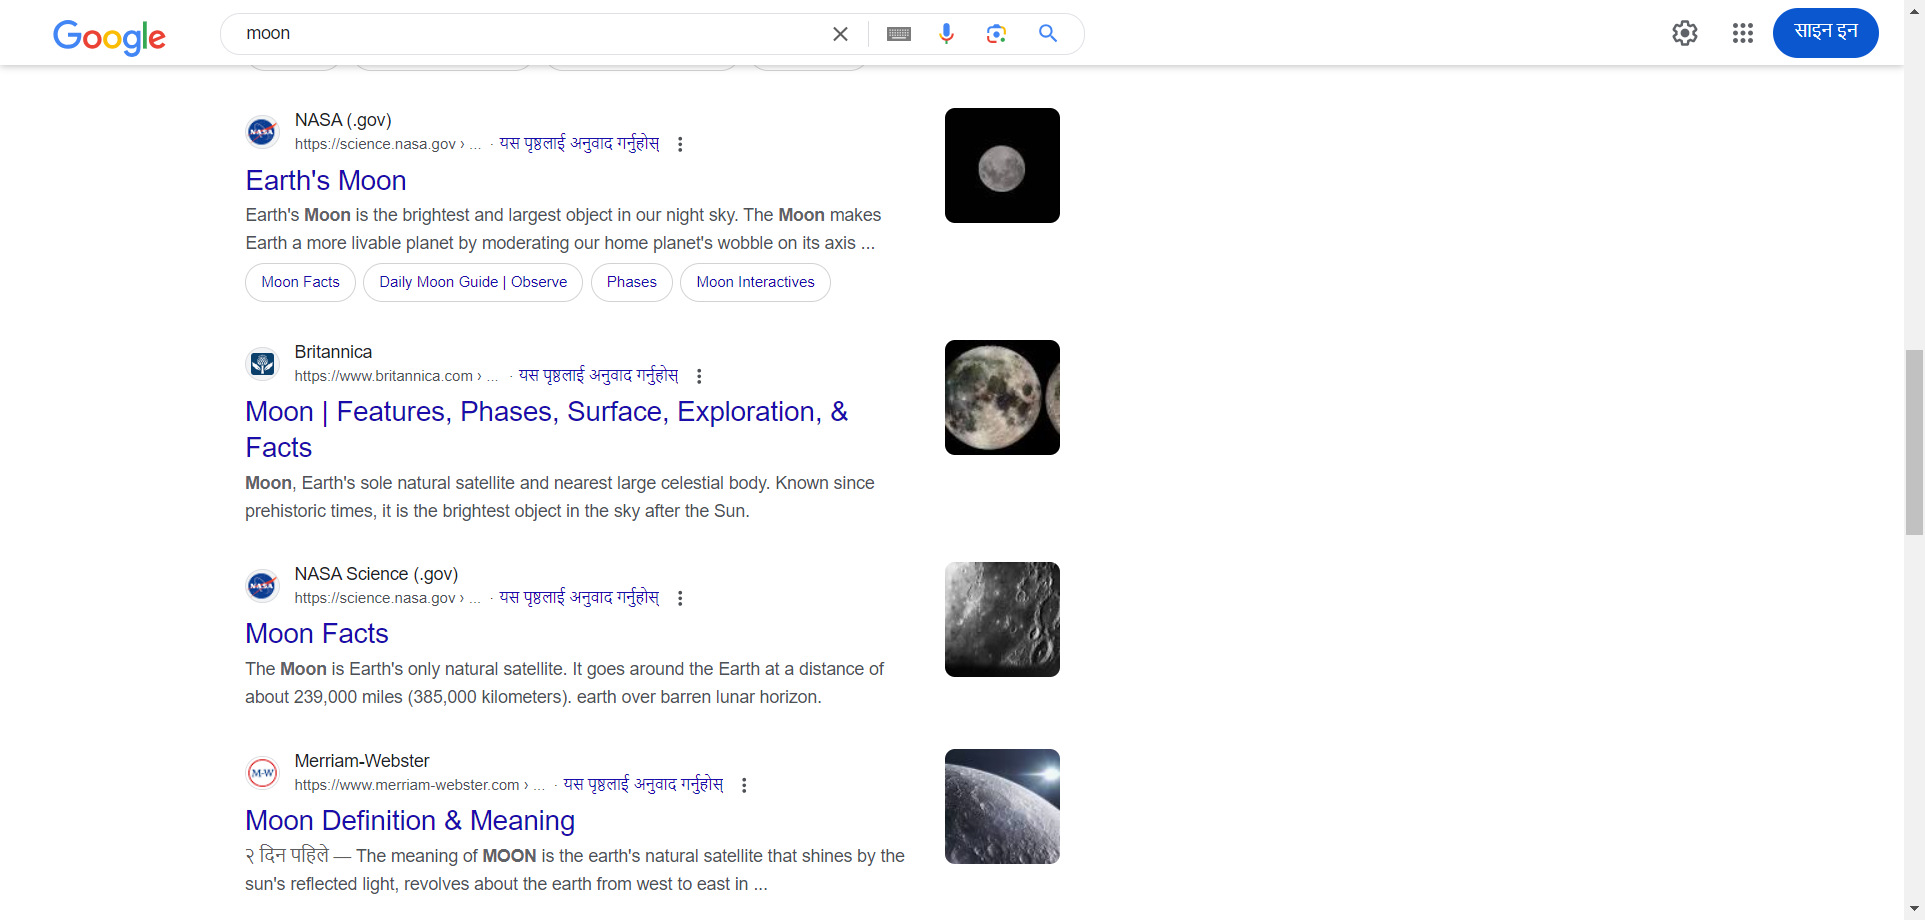 Google
moon
साइन इन
NASA (.gov)
https://science.nasa.gov › ... · यस पृष्ठलाई अनुवाद गर्नुहोस्
Earth's Moon
Earth's Moon is the brightest and largest object in our night sky. The Moon makes
Earth a more livable planet by moderating our home planet's wobble on its axis ...
Moon Facts
Daily Moon Guide | Observe
Phases
Moon Interactives
Britannica
https://www.britannica.com › ... · यस पृष्ठलाई अनुवाद गर्नुहोस्
Moon | Features, Phases, Surface, Exploration, &
Facts
Moon, Earth's sole natural satellite and nearest large celestial body. Known since
prehistoric times, it is the brightest object in the sky after the Sun.
NASA Science (.gov)
https://science.nasa.gov › ... · यस पृष्ठलाई अनुवाद गर्नुहोस्
Moon Facts
The Moon is Earth's only natural satellite. It goes around the Earth at a distance of
about 239,000 miles (385,000 kilometers). earth over barren lunar horizon.
M-W
Merriam-Webster
https://www.merriam-webster.com › ... · यस पृष्ठलाई अनुवाद गर्नुहोस्
Moon Definition & Meaning
२ दिन पहिले — The meaning of MOON is the earth's natural satellite that shines by the
sun's reflected light, revolves about the earth from west to east in ...